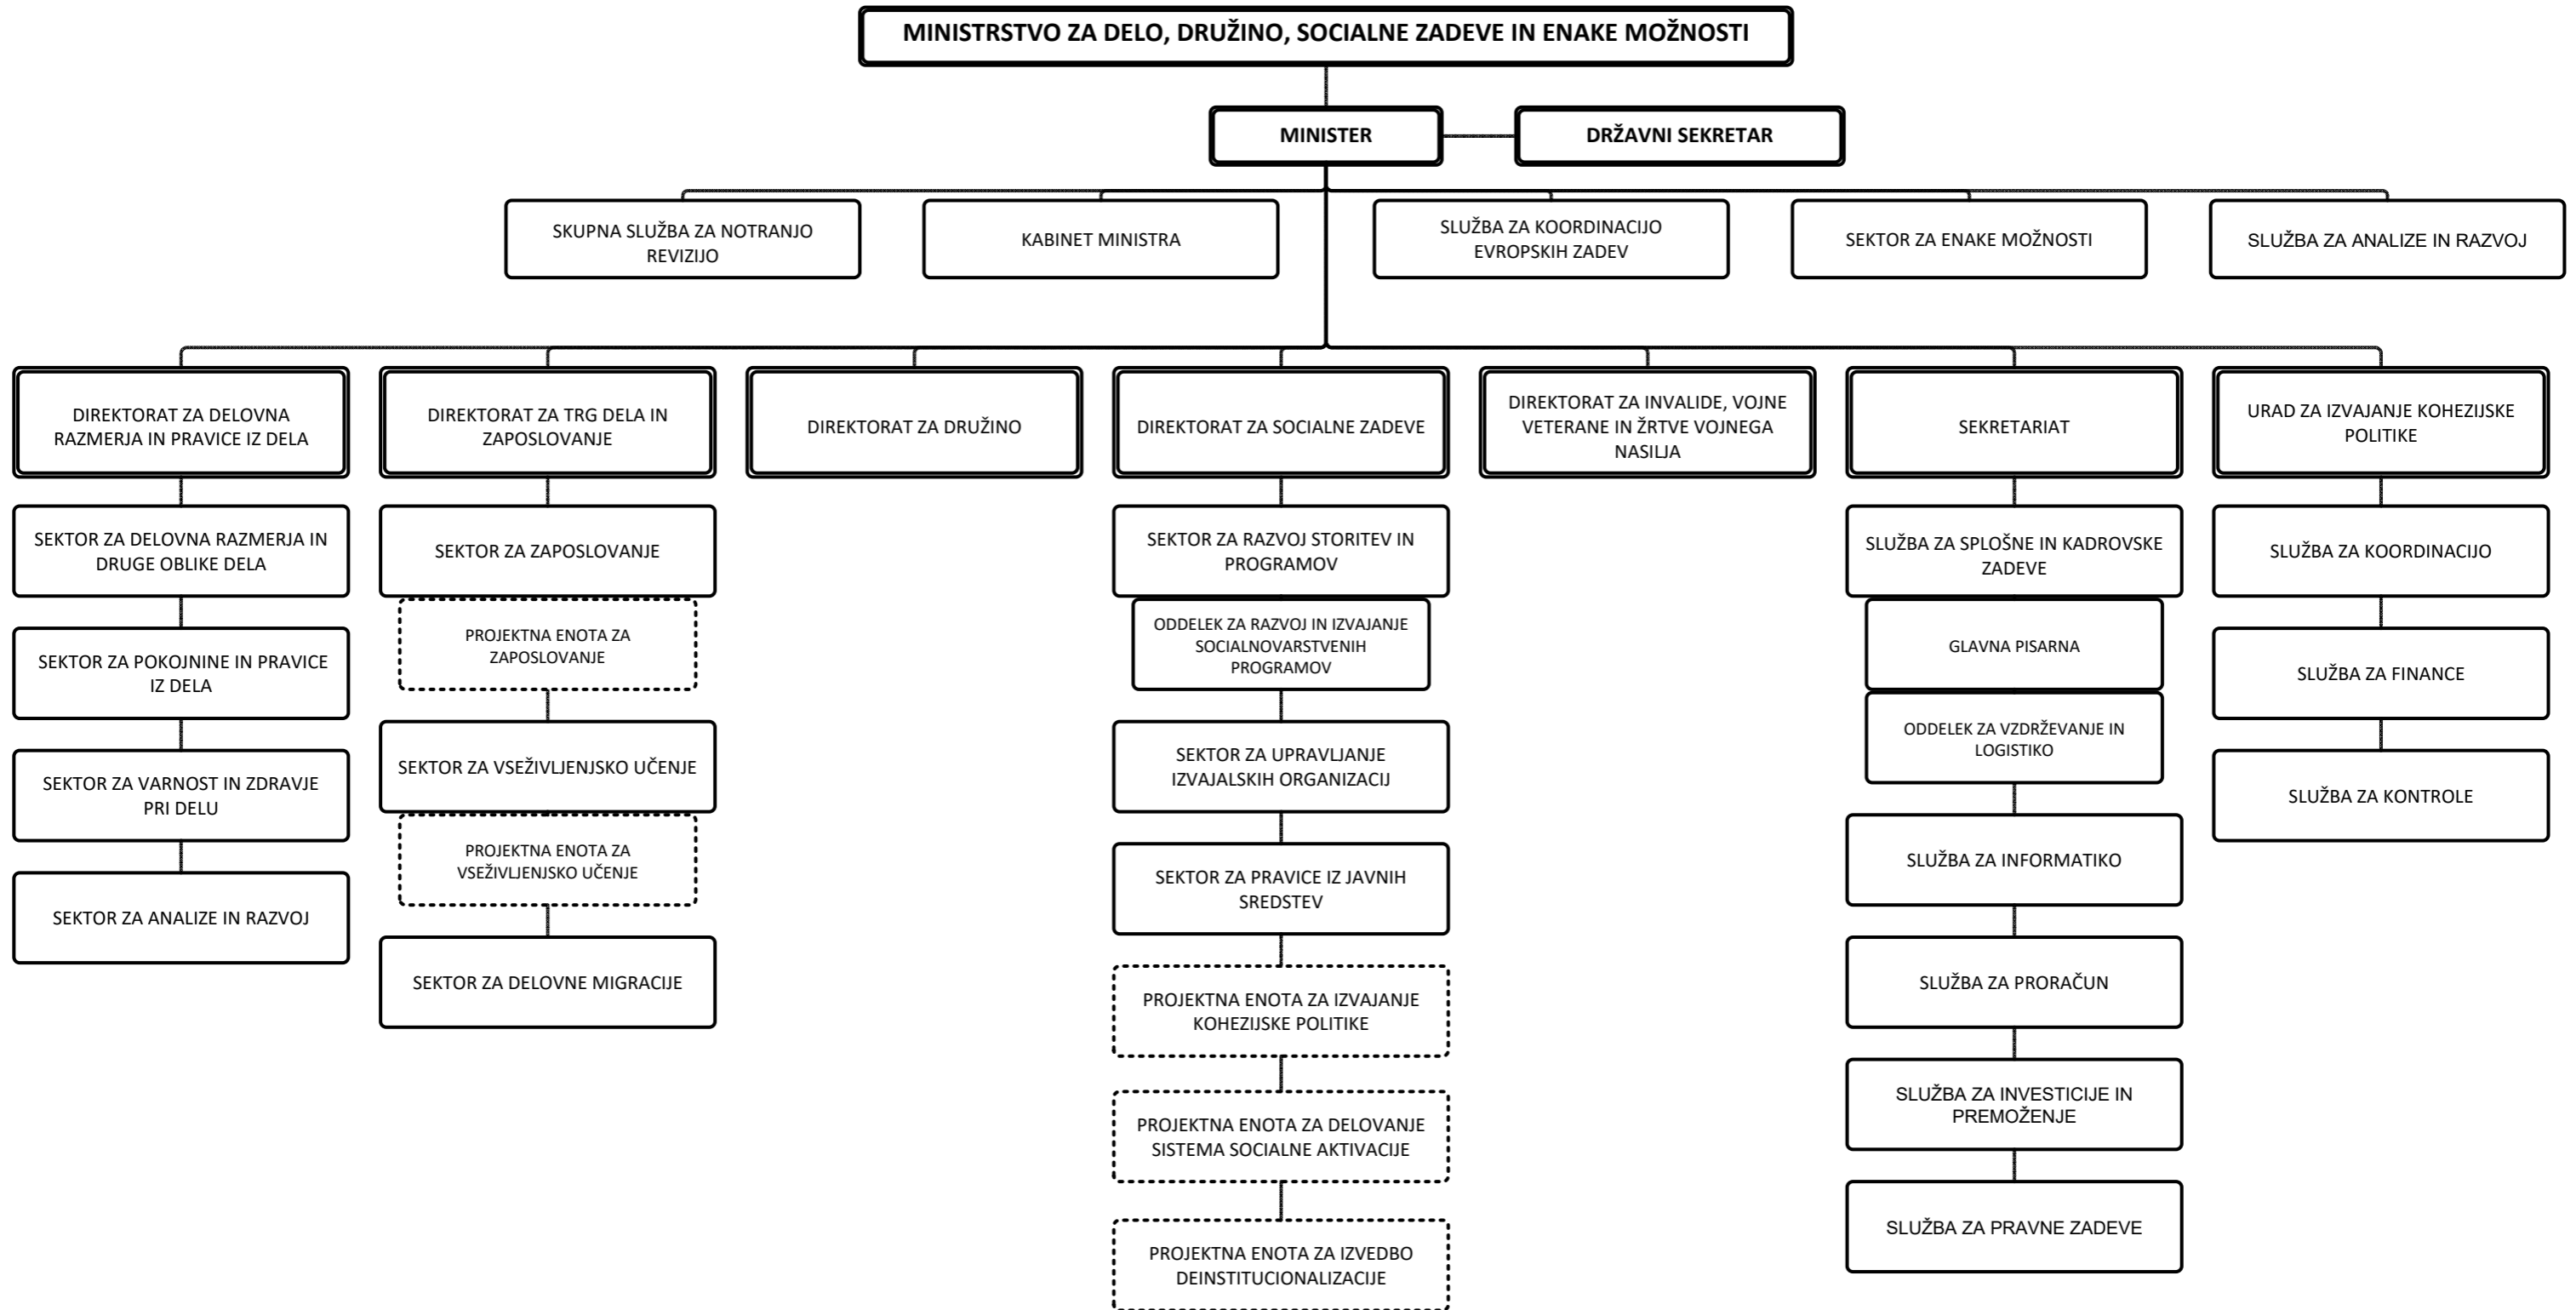 MINISTRSTVO ZA DELO, DRUŽINO, SOCIALNE ZADEVE IN ENAKE MOŽNOSTI
MINISTER
DRŽAVNI SEKRETAR
SKUPNA SLUŽBA ZA NOTRANJO
REVIZIJO
KABINET MINISTRA
SLUŽBA ZA KOORDINACIJO
EVROPSKIH ZADEV
SEKTOR ZA ENAKE MOŽNOSTI
SLUŽBA ZA ANALIZE IN RAZVOJ
DIREKTORAT ZA DELOVNA
RAZMERJA IN PRAVICE IZ DELA
SEKTOR ZA DELOVNA RAZMERJA IN
DRUGE OBLIKE DELA
SEKTOR ZA POKOJNINE IN PRAVICE
IZ DELA
SEKTOR ZA VARNOST IN ZDRAVJE
PRI DELU
SEKTOR ZA ANALIZE IN RAZVOJ
DIREKTORAT ZA TRG DELA IN
ZAPOSLOVANJE
SEKTOR ZA ZAPOSLOVANJE
PROJEKTNA ENOTA ZA
ZAPOSLOVANJE
SEKTOR ZA VSEŽIVLJENJSKO UČENJE
PROJEKTNA ENOTA ZA
VSEŽIVLJENJSKO UČENJE
SEKTOR ZA DELOVNE MIGRACIJE
DIREKTORAT ZA DRUŽINO
DIREKTORAT ZA SOCIALNE ZADEVE
SEKTOR ZA RAZVOJ STORITEV IN
PROGRAMOV
ODDELEK ZA RAZVOJ IN IZVAJANJE
SOCIALNOVARSTVENIH
PROGRAMOV
SEKTOR ZA UPRAVLJANJE
IZVAJALSKIH ORGANIZACIJ
SEKTOR ZA PRAVICE IZ JAVNIH
SREDSTEV
PROJEKTNA ENOTA ZA IZVAJANJE
KOHEZIJSKE POLITIKE
PROJEKTNA ENOTA ZA DELOVANJE
SISTEMA SOCIALNE AKTIVACIJE
PROJEKTNA ENOTA ZA IZVEDBO
DEINSTITUCIONALIZACIJE
DIREKTORAT ZA INVALIDE, VOJNE
VETERANE IN ŽRTVE VOJNEGA
NASILJA
SEKRETARIAT
SLUŽBA ZA SPLOŠNE IN KADROVSKE
ZADEVE
GLAVNA PISARNA
ODDELEK ZA VZDRŽEVANJE IN
LOGISTIKO
SLUŽBA ZA INFORMATIKO
SLUŽBA ZA PRORAČUN
SLUŽBA ZA INVESTICIJE IN
PREMOŽENJE
SLUŽBA ZA PRAVNE ZADEVE
URAD ZA IZVAJANJE KOHEZIJSKE
POLITIKE
SLUŽBA ZA KOORDINACIJO
SLUŽBA ZA FINANCE
SLUŽBA ZA KONTROLE